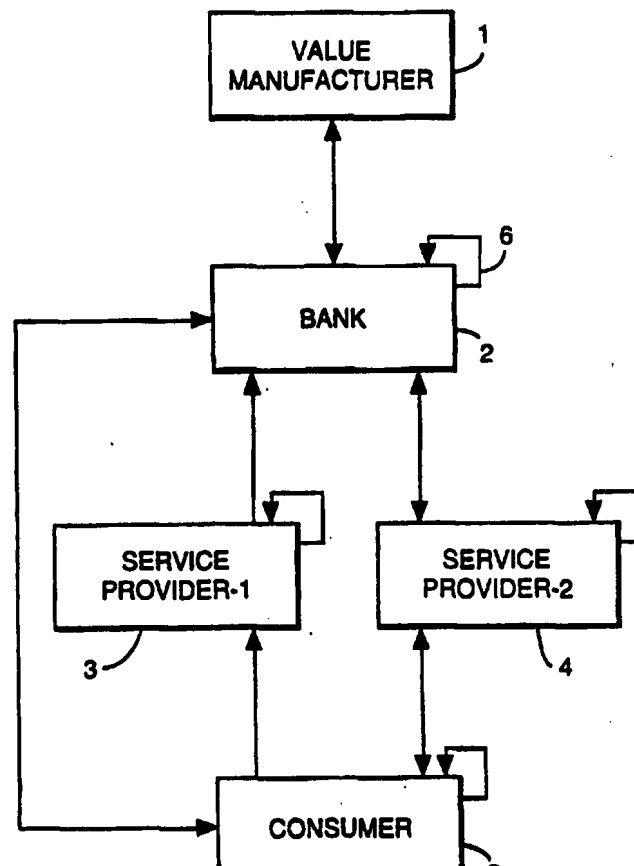 VALUE
MANUFACTURER
1
6
BANK
2
SERVICE
PROVIDER-1
SERVICE
PROVIDER-2
3
4
CONSUMER